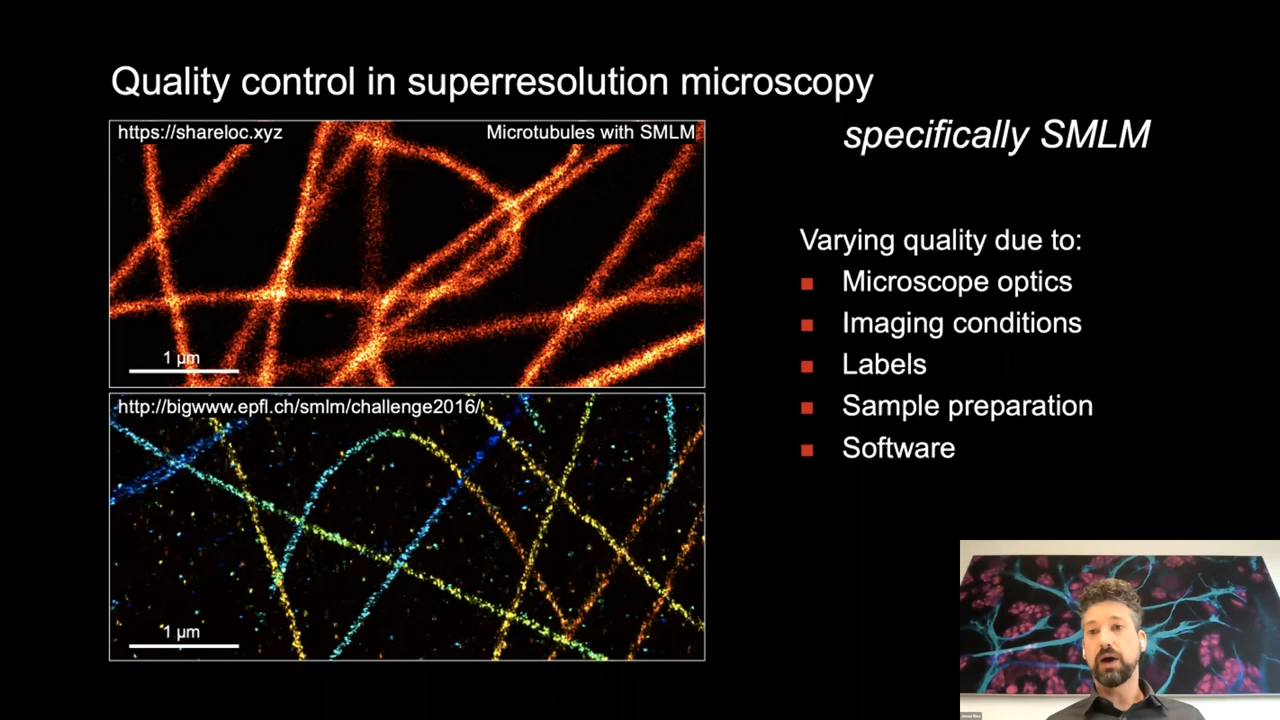 Quality control in superresolution microscopy
specifically SMLM
https://shareloc.xyz
Microtubules with SMLM
1 µm
http://bigwww.epfl.ch/smlm/challenge2016/
1 µm
Varying quality due to:
Microscope optics
Imaging conditions
Labels
Sample preparation
Software